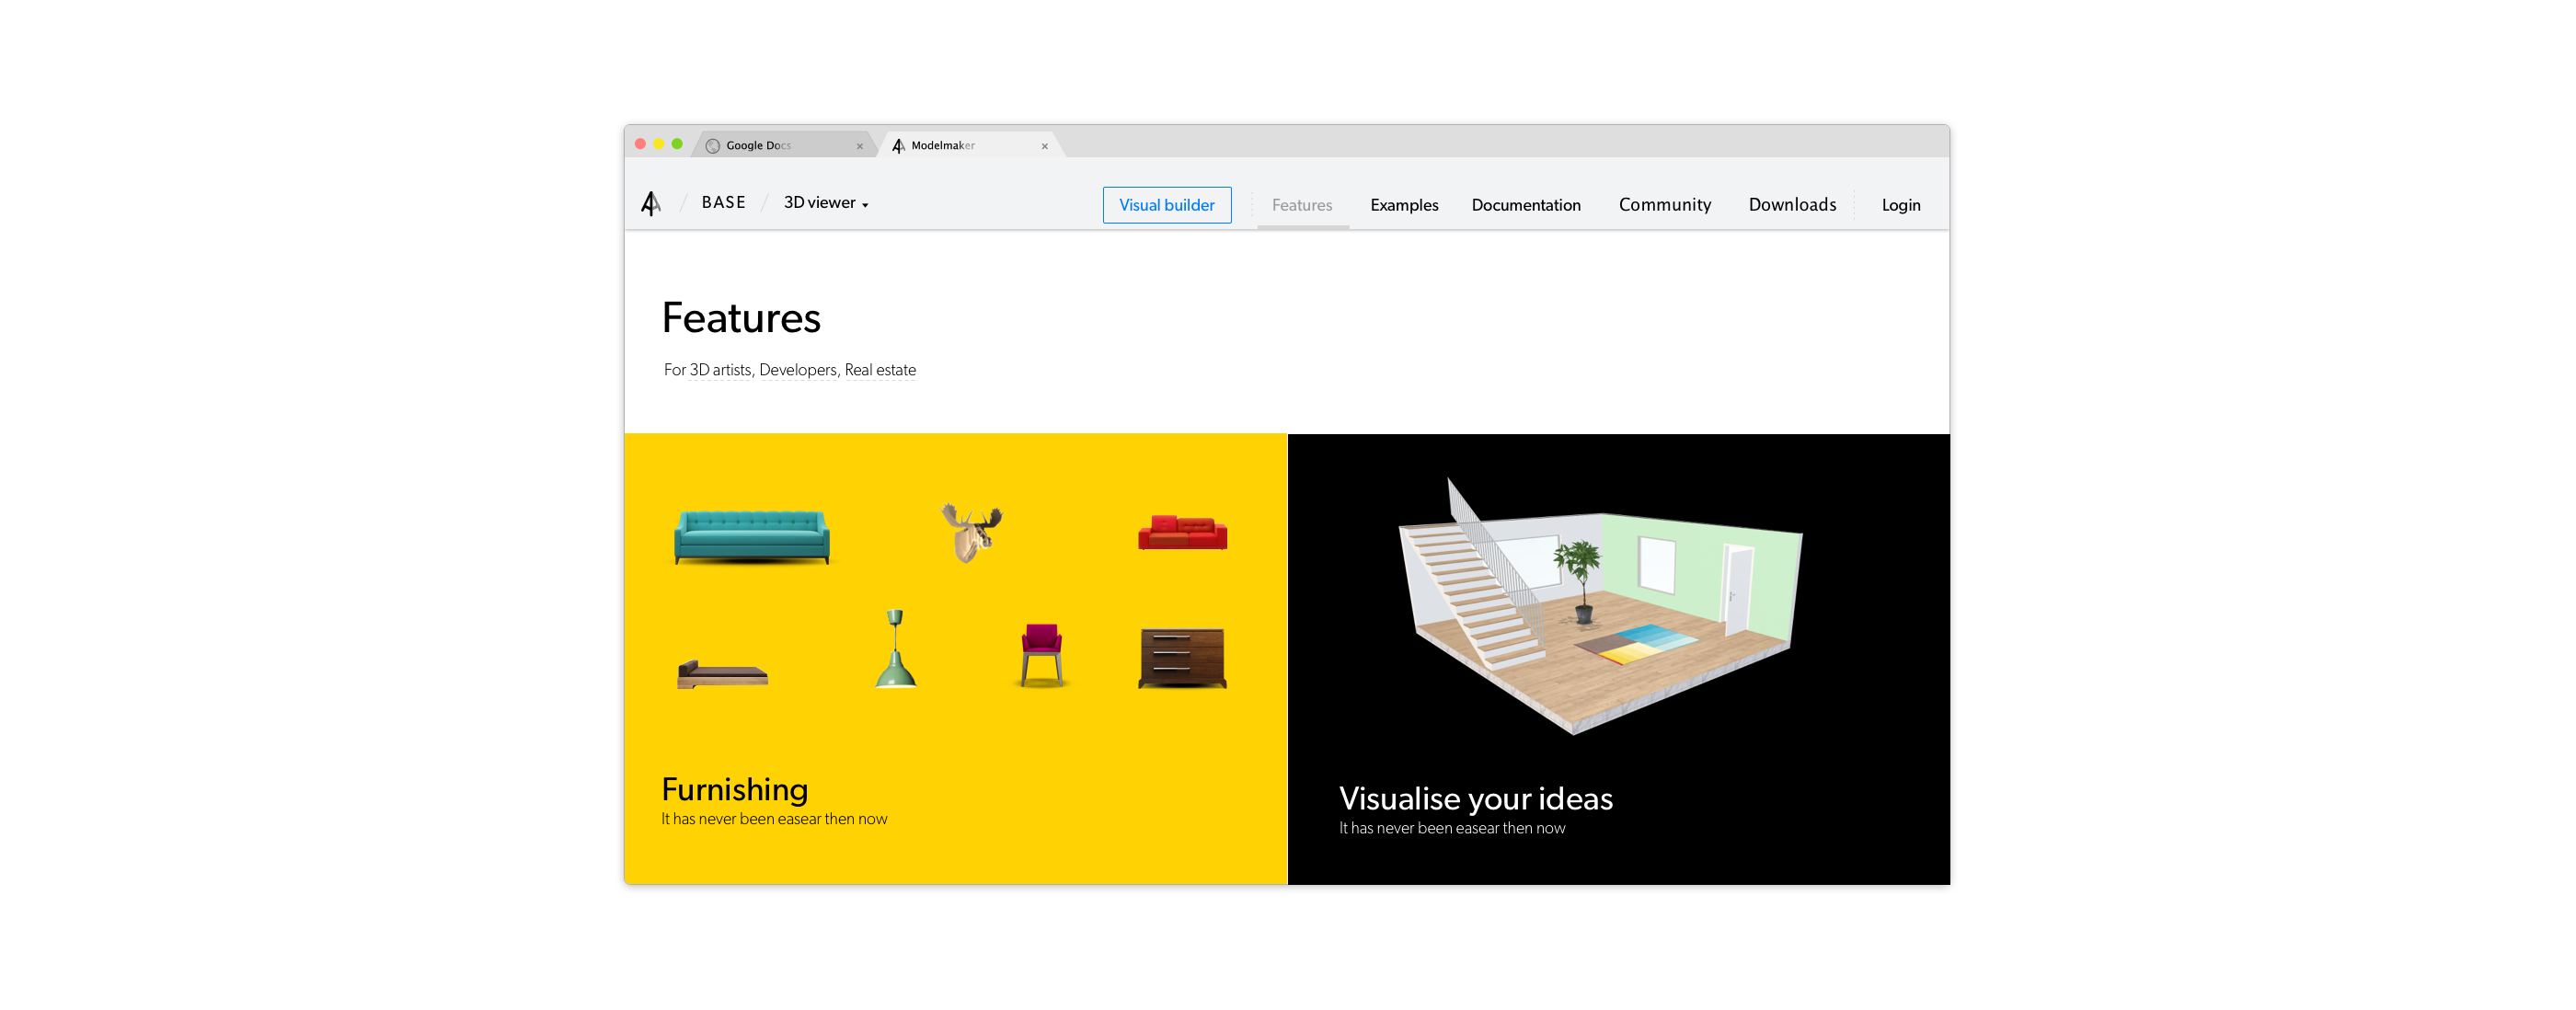 Google Docs
Modelmaker
/ BASE / 3D viewer
Visual builder
Features
Examples
Documentation
Community
Downloads
Login
Features
For 3D artists, Developers, Real estate
Furnishing
It has never been easear then now
Visualise your ideas
It has never been easear then now